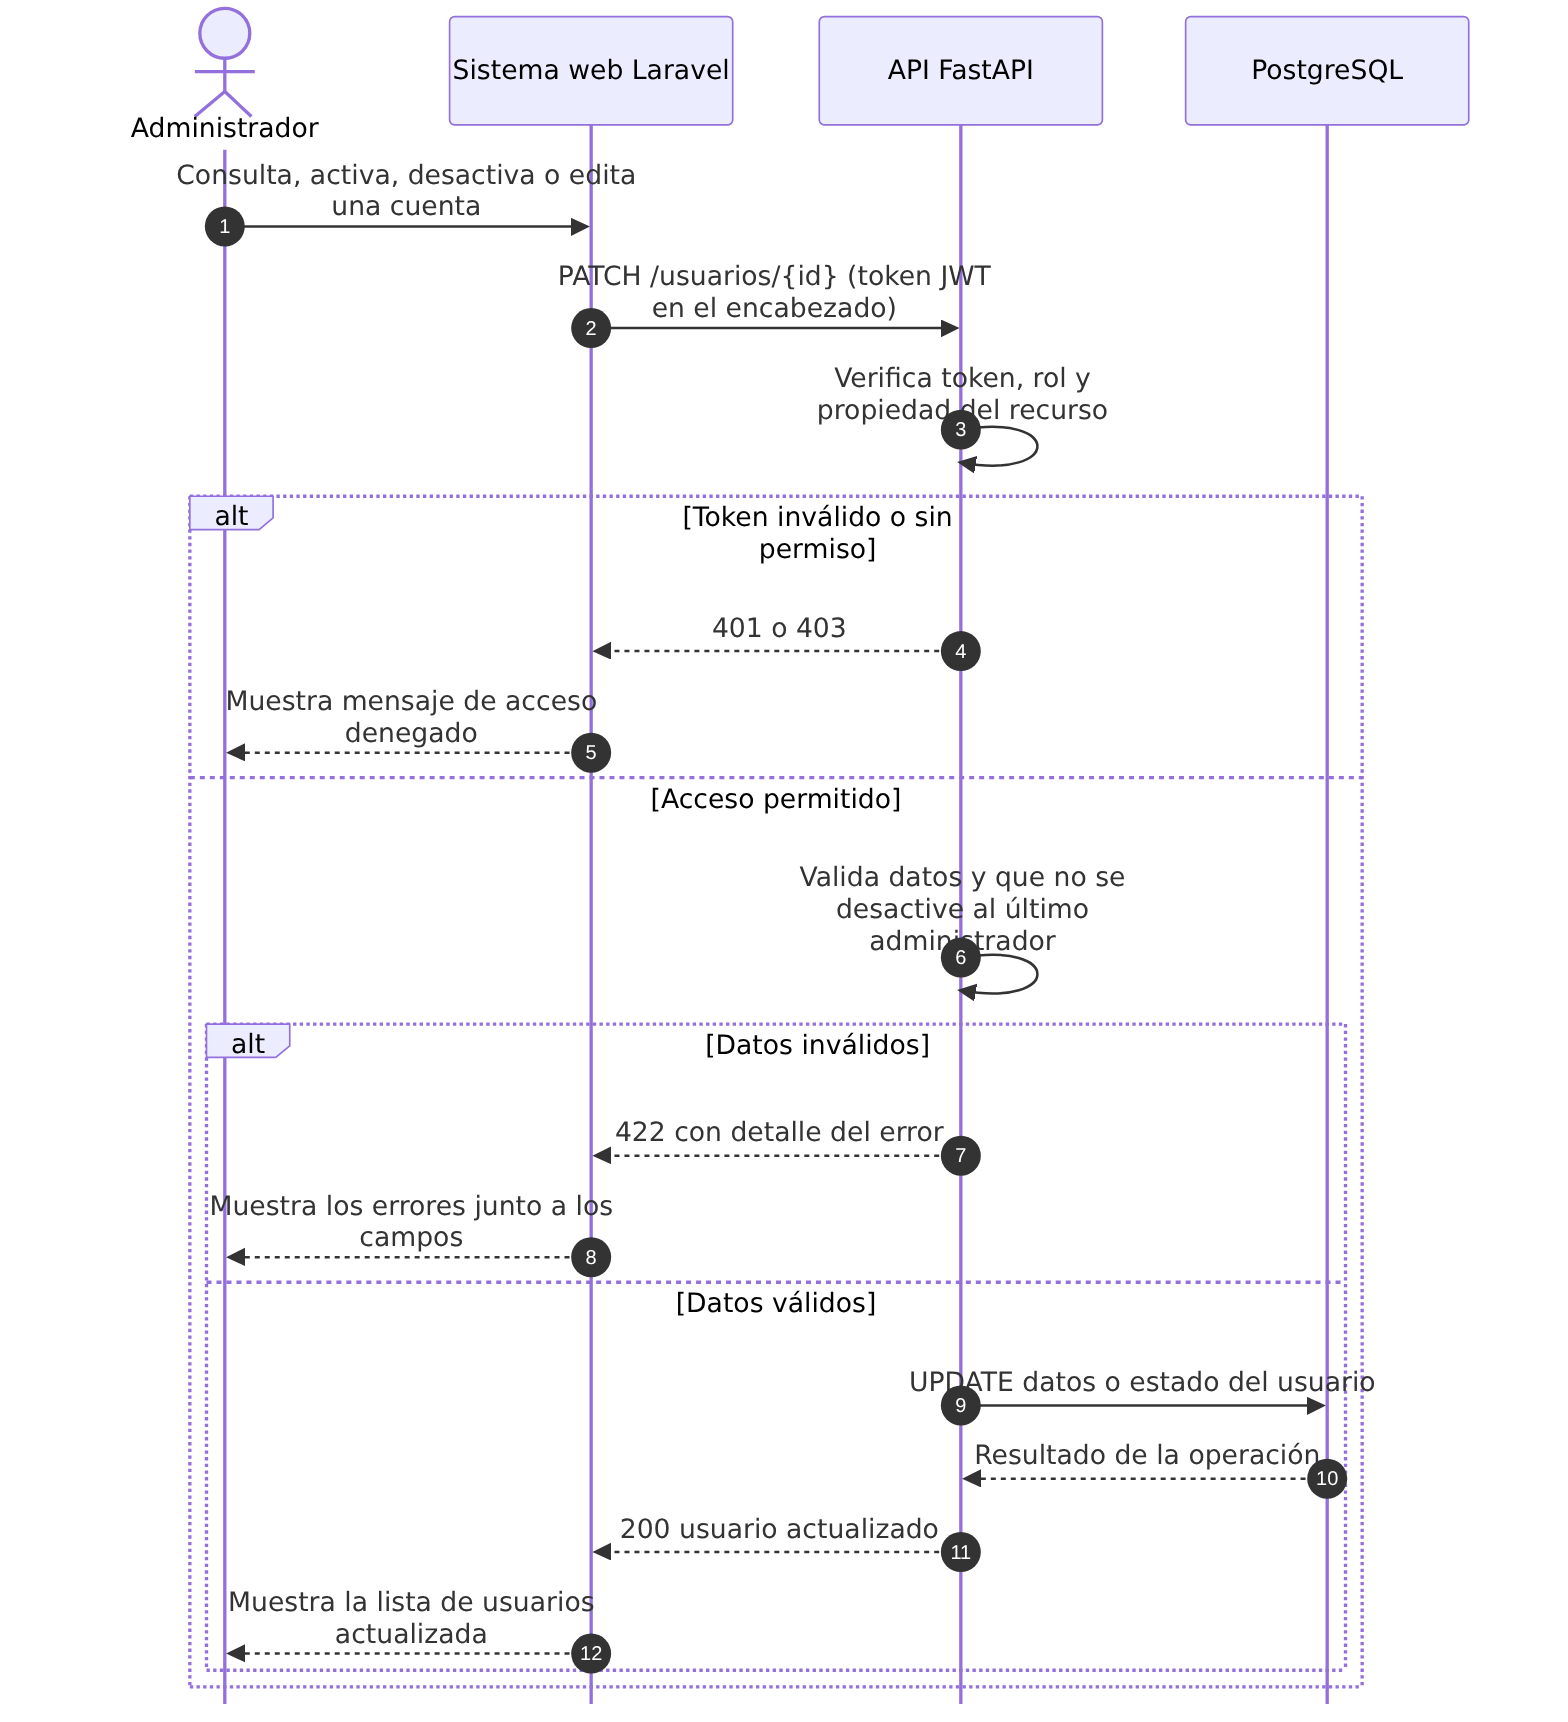 Administrador
Sistema web Laravel
API FastAPI
PostgreSQL
Consulta, activa, desactiva o edita
una cuenta
1
PATCH /usuarios/{id} (token JWT
en el encabezado)
2
Verifica token, rol y
propiedad del recurso
3
alt
[Token inválido o sin
permiso]
401 o 403
4
Muestra mensaje de acceso
denegado
5
[Acceso permitido]
Valida datos y que no se
desactive al último
administrador
6
alt
[Datos inválidos]
422 con detalle del error
7
Muestra los errores junto a los
campos
8
[Datos válidos]
UPDATE datos o estado del usuario
9
Resultado de la operación
10
200 usuario actualizado
11
Muestra la lista de usuarios
actualizada
12